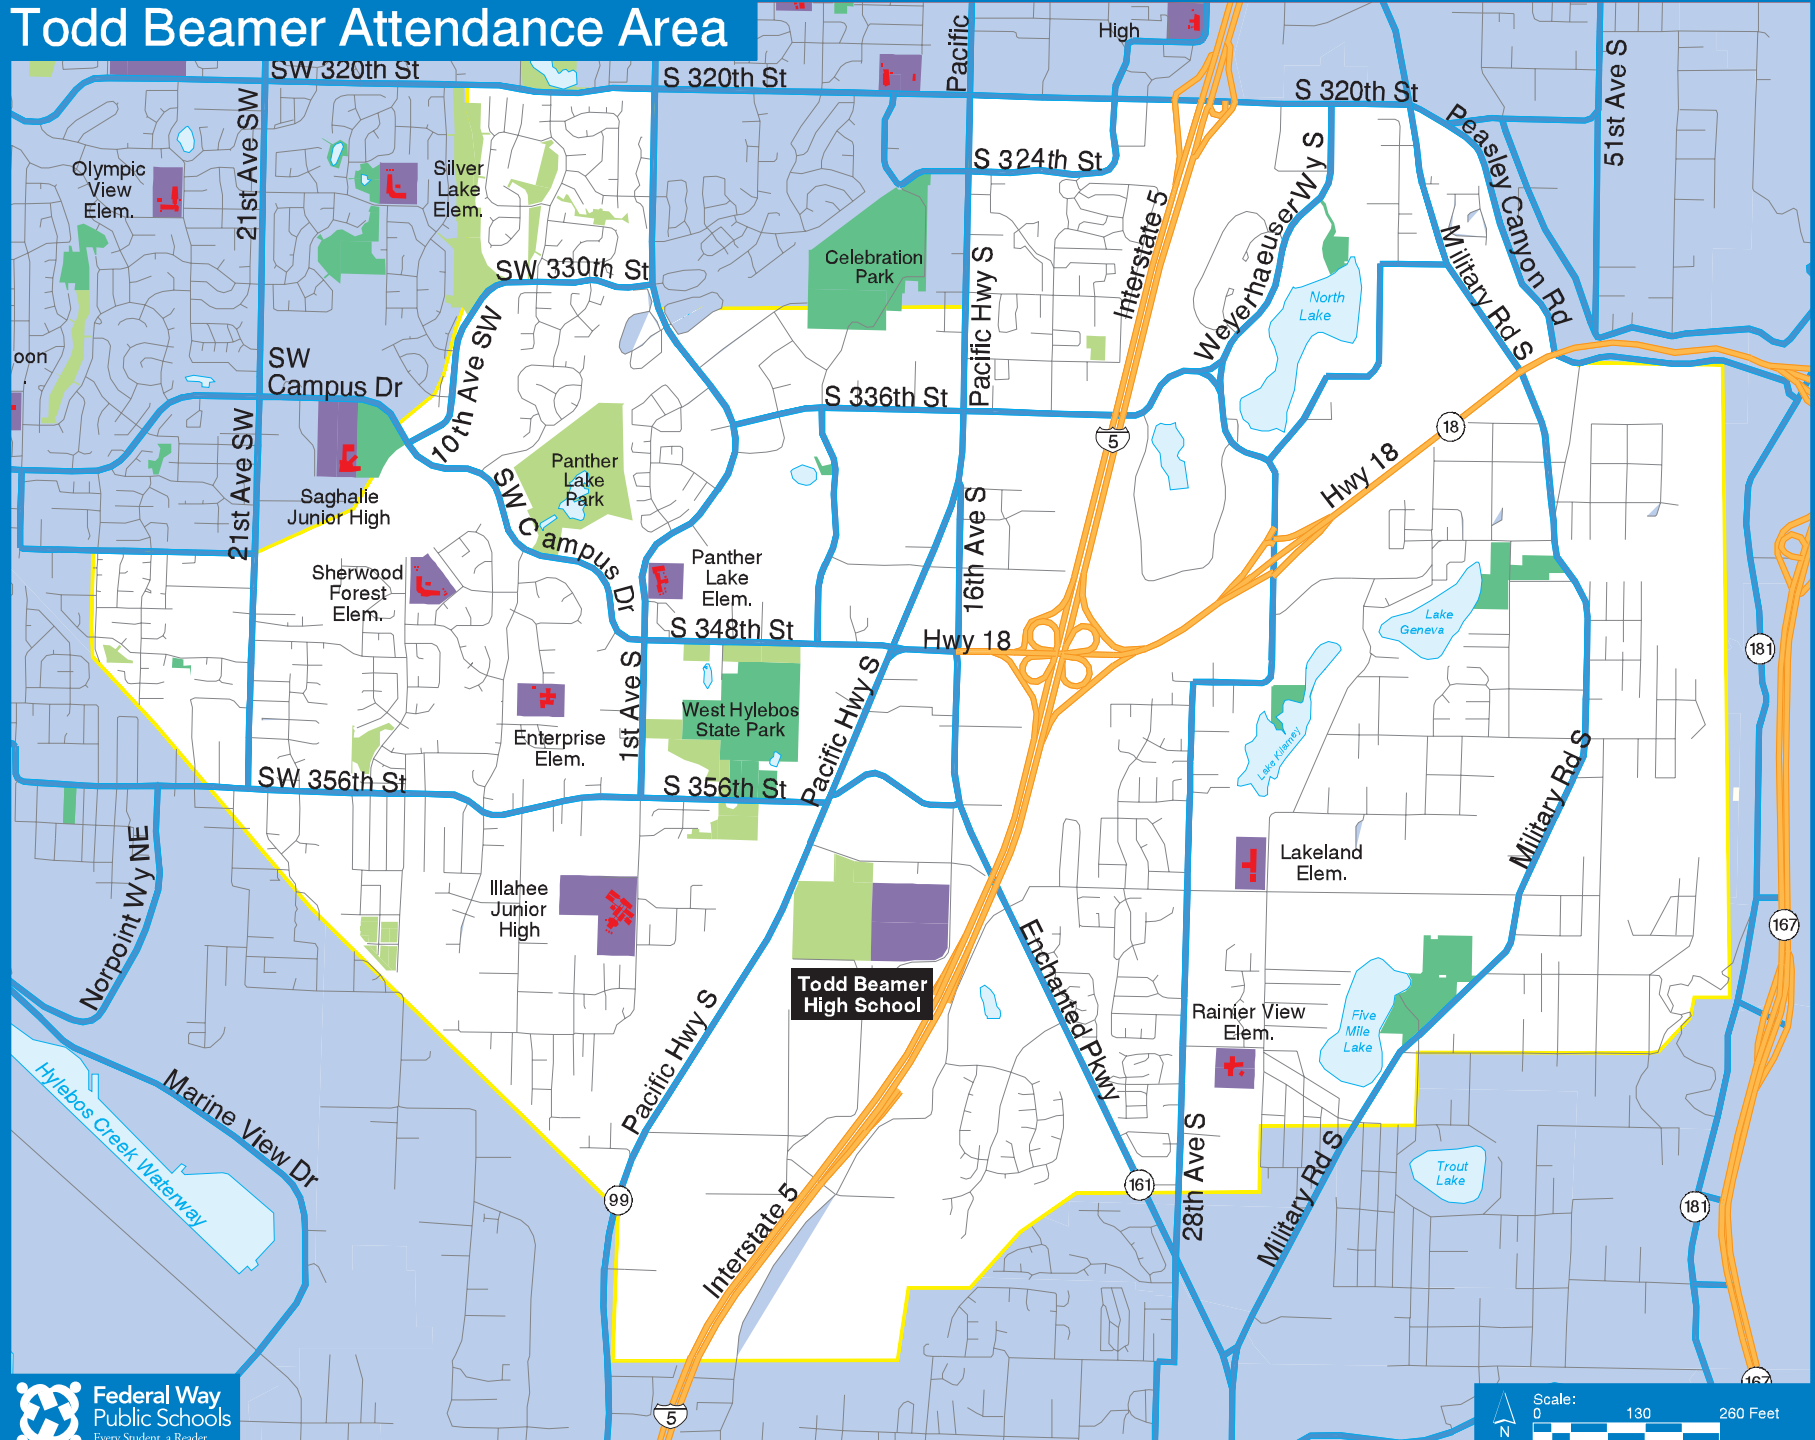 Todd Beamer Attendance Area
High
Pacific
SW 320th St
S 320th St
S 320th St
51st Ave S
Peasley Canyon Rd
21st Ave SW
Olympic
View
Elem.
Silver
Lake
Elem.
S 324th St
Weyerhaeuser Wy S
Interstate 5
Military Rd S
Celebration
Park
Pacific Hwy S
SW 330th St
North
Lake
oon
SW
Campus Dr
10th Ave SW
S 336th St
5
18
Hwy 18
21st Ave SW
Panther
Lake
Park
Saghalie
Junior High
SW Campus Dr
16th Ave S
Sherwood
Forest
Elem.
Panther
Lake
Elem.
Lake
Geneva
S 348th St
Hwy 18
181
1st Ave S
Pacific Hwy S
West Hylebos
State Park
Enterprise
Elem.
Lake Kilarney
Military Rd S
SW 356th St
S 356th St
Norpoint Wy NE
Lakeland
Elem.
Illahee
Junior
High
167
Enchanted Pkwy
Todd Beamer
High School
Rainier View
Elem.
Five
Mile
Lake
Pacific Hwy S
Hylebos Creek Waterway
Marine View Dr
28th Ave S
Military Rd S
Trout
Lake
99
161
181
Interstate 5
5
167
Federal Way
Public Schools
Every Student, a Reader
N
Scale:
0 130 260 Feet